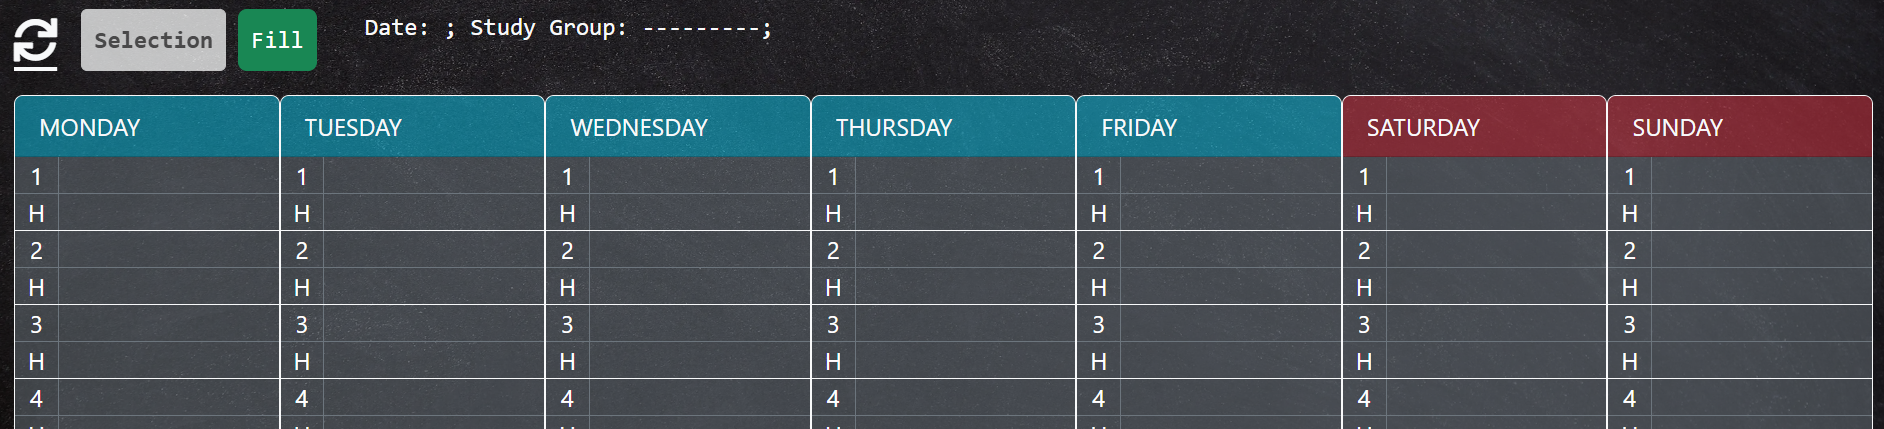 Selection Fill Date: ; Study Group: ---------;
MONDAY TUESDAY WEDNESDAY THURSDAY FRIDAY SATURDAY SUNDAY
1 1 1 1 1 1 1
H H H H H H H
2 2 2 2 2 2 2
H H H H H H H
3 3 3 3 3 3 3
H H H H H H H
4 4 4 4 4 4 4